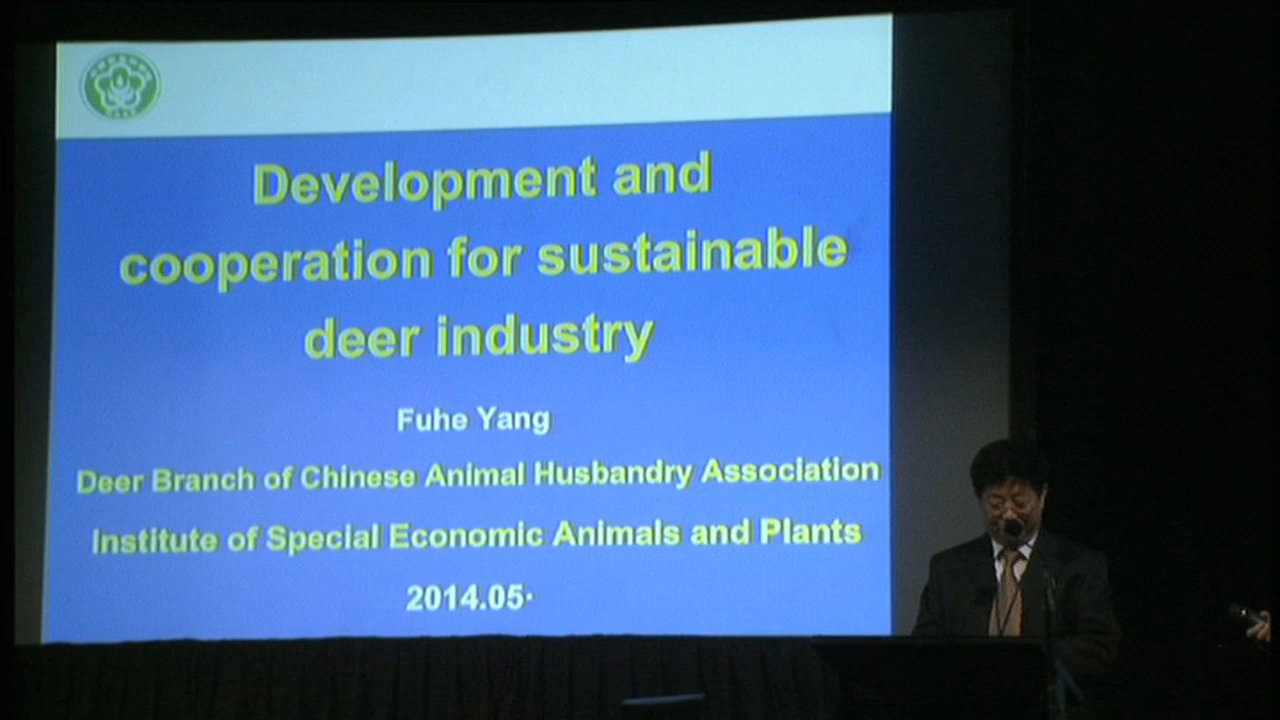 Development and
cooperation for sustainable
deer industry
Fuhe Yang
Deer Branch of Chinese Animal Husbandry Association
Institute of Special Economic Animals and Plants
2014.05·